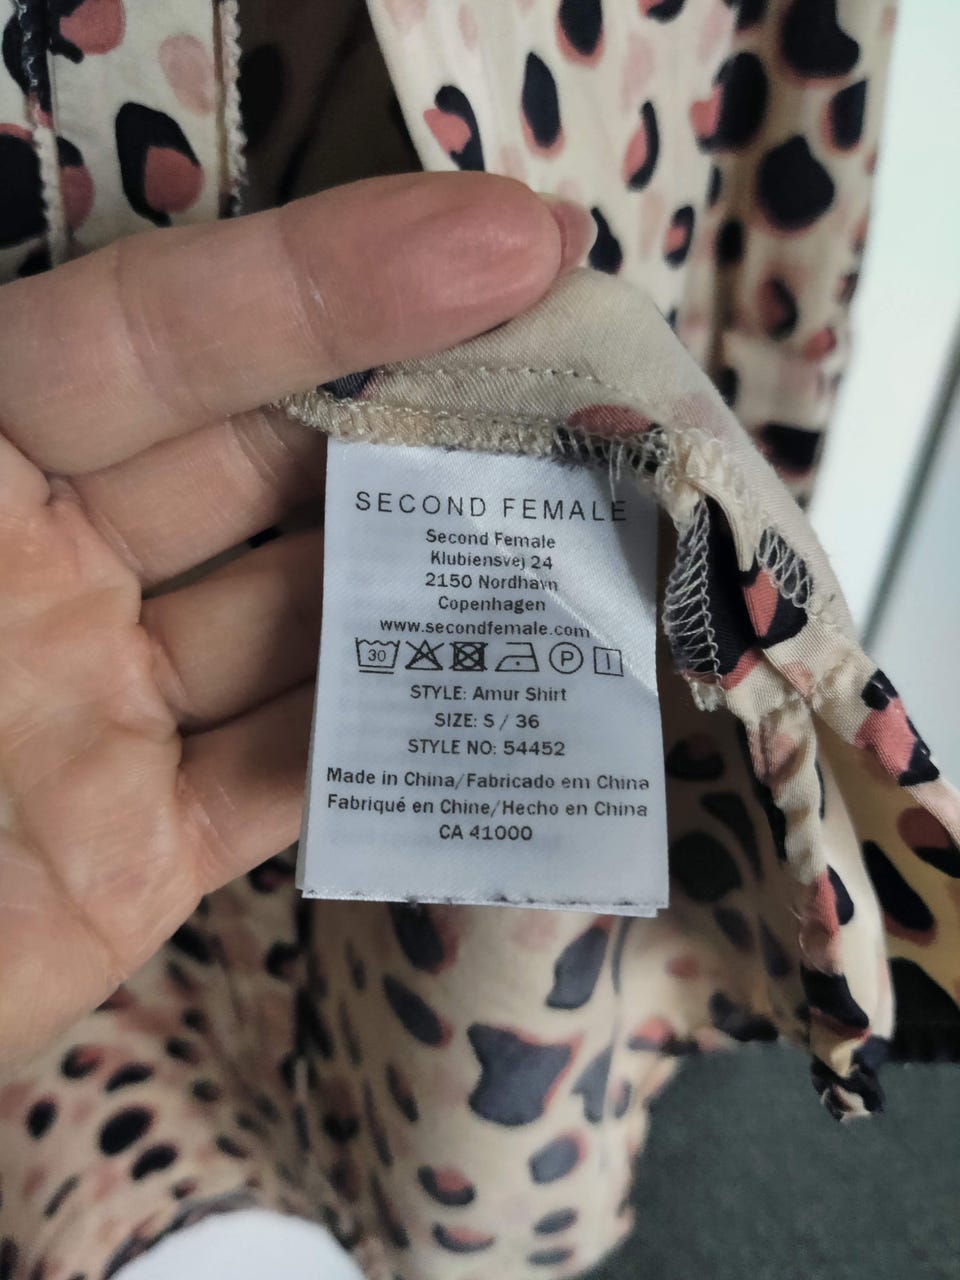 SECOND FEMALE
Second Female
Klubiensvej 24
2150 Nordhavn
Copenhagen
www.secondfemale.com
30 P
STYLE: Amur Shirt
SIZE: S / 36
STYLE NO: 54452
Made in China/Fabricado em China
Fabriqué en Chine/Hecho en China
CA 41000